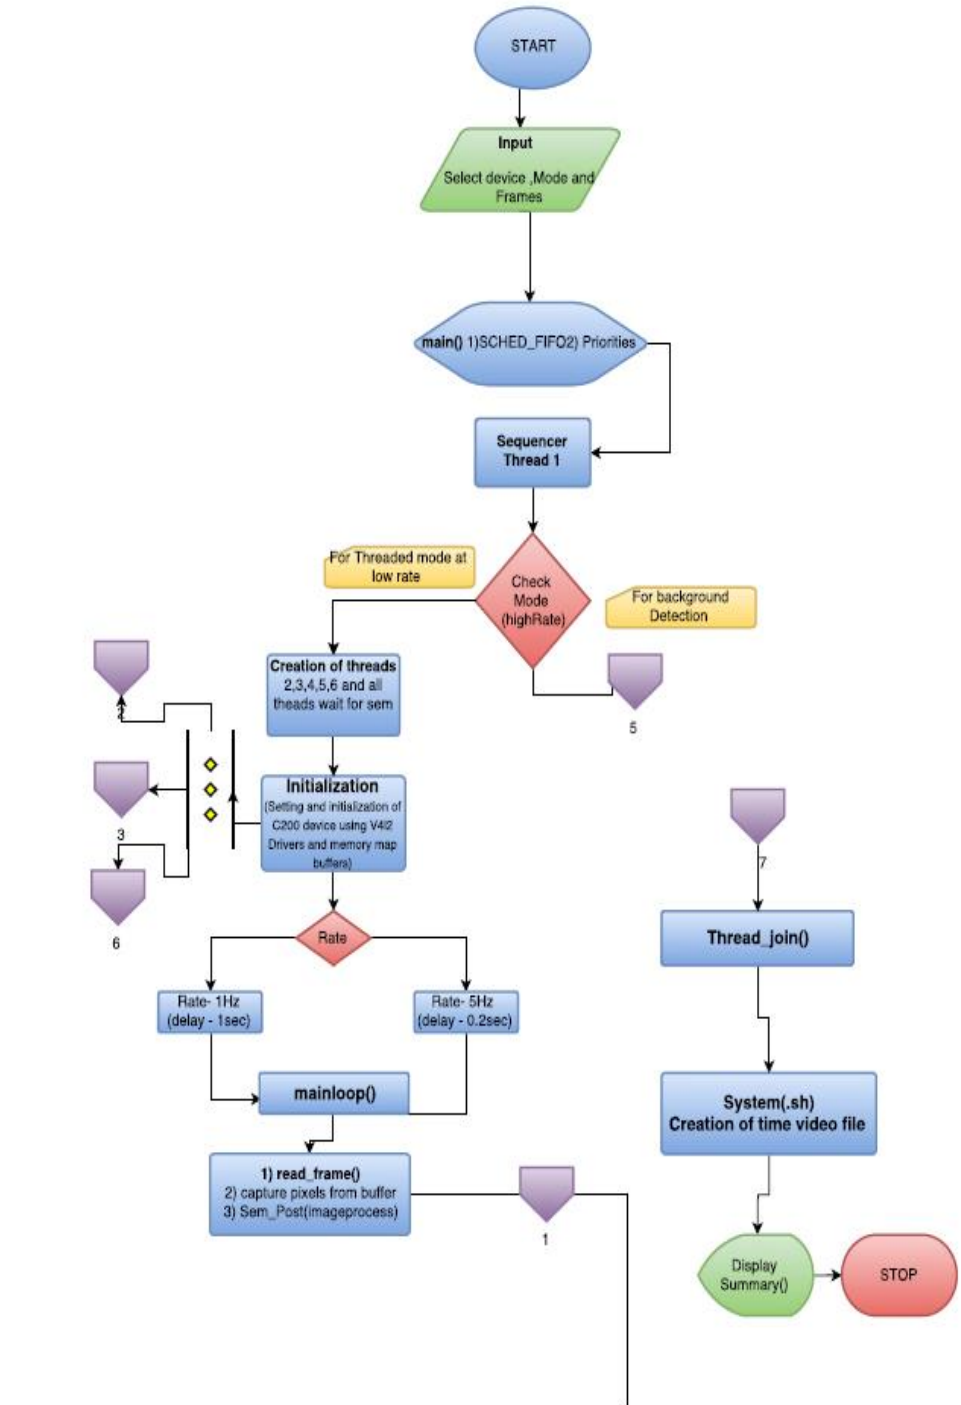 START
Input
Select device ,Mode and
Frames
main() 1)SCHED_FIFO2) Priorities
Sequencer
Thread 1
For Threaded mode at
low rate
Check
Mode
(highRate)
For background
Detection
5
Creation of threads
2,3,4,5,6 and all
theads wait for sem
2
3
6
Initialization
(Setting and initialization of
C200 device using V4l2
Drivers and memory map
buffers)
Rate
Rate- 1Hz
(delay - 1sec)
Rate- 5Hz
(delay - 0.2sec)
mainloop()
1) read_frame()
2) capture pixels from buffer
3) Sem_Post(imageprocess)
1
7
Thread_join()
System(.sh)
Creation of time video file
Display
Summary()
STOP